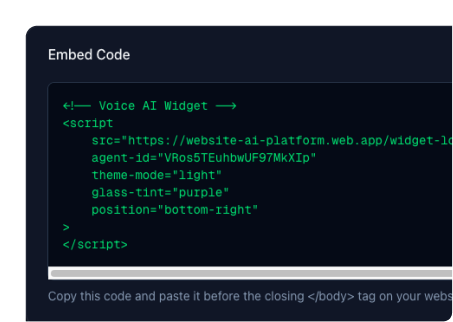 Embed Code
<!-- Voice AI Widget -->
<script
src="https://website-ai-platform.web.app/widget-lo
agent-id="VRos5TEuhbwUF97MkXIp"
theme-mode="light"
glass-tint="purple"
position="bottom-right"
>
</script>
Copy this code and paste it before the closing </body> tag on your webs